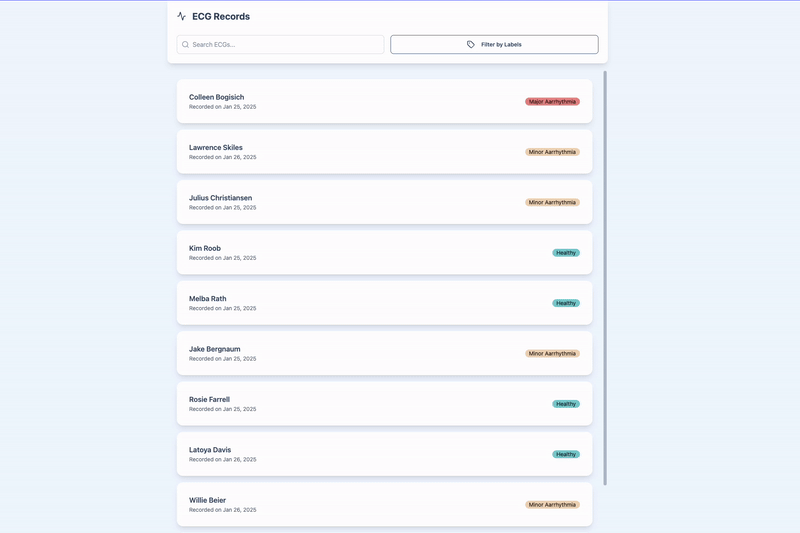 ECG Records
Search ECGs...
Filter by Labels
Colleen Bogisich
Recorded on Jan 25, 2025
Major Aarrhythmia
Lawrence Skiles
Recorded on Jan 26, 2025
Minor Aarrhythmia
Julius Christiansen
Recorded on Jan 25, 2025
Minor Aarrhythmia
Kim Roob
Recorded on Jan 25, 2025
Healthy
Melba Rath
Recorded on Jan 25, 2025
Healthy
Jake Bergnaum
Recorded on Jan 25, 2025
Minor Aarrhythmia
Rosie Farrell
Recorded on Jan 25, 2025
Healthy
Latoya Davis
Recorded on Jan 26, 2025
Healthy
Willie Beier
Recorded on Jan 26, 2025
Minor Aarrhythmia